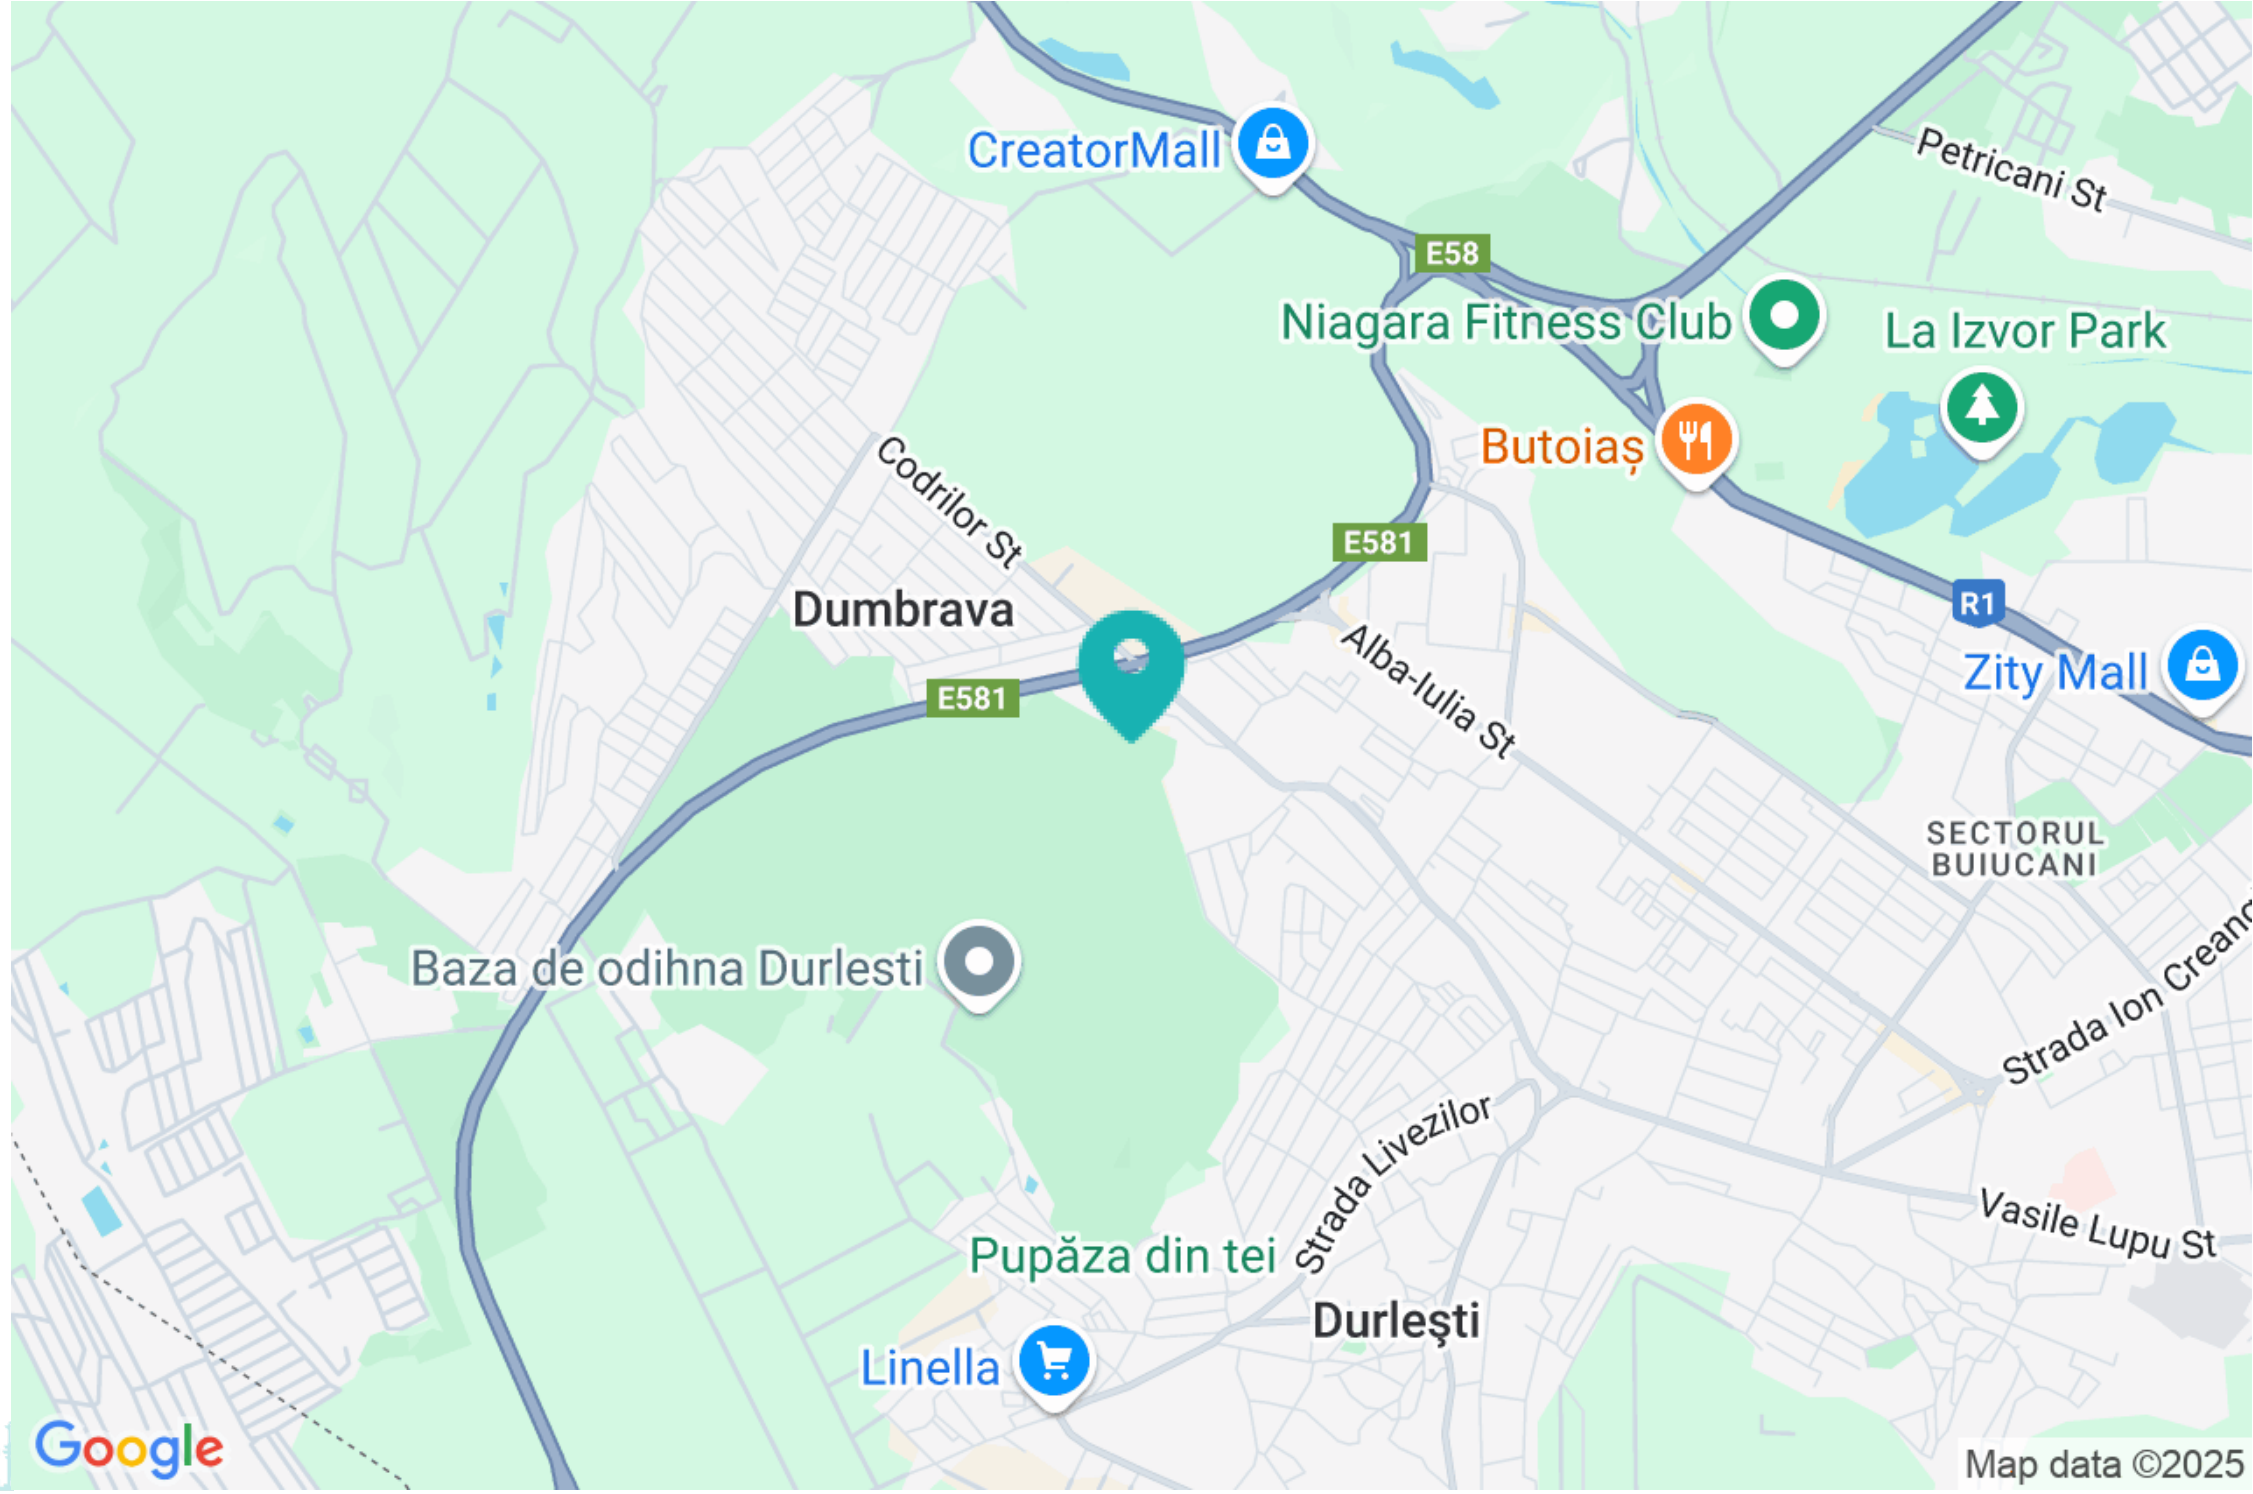 CreatorMall
Petricani St
E58
Niagara Fitness Club
La Izvor Park
Codrilor St
Butoiaș
E581
Dumbrava
R1
Alba-Iulia St
Zity Mall
E581
SECTORUL
BUIUCANI
Baza de odihna Durlesti
Strada Ion Creang
Strada Livezilor
Vasile Lupu St
Pupăza din tei
Durleşti
Linella
Google
Map data ©2025